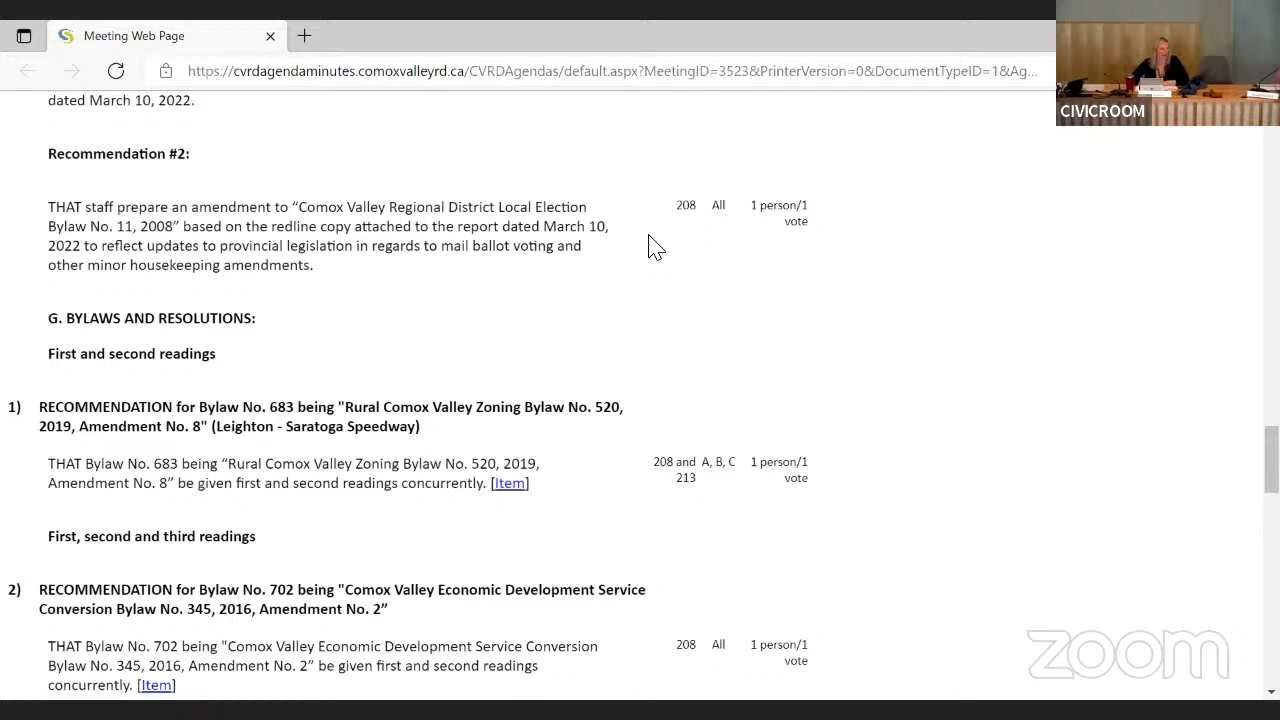 Meeting Web Page
https://cvrdagendaminutes.comoxvalleyrd.ca/CVRDAgendas/default.aspx?MeetingID=3523&PrinterVersion=0&DocumentTypeID=1&Ag...
CIVICROOM
dated March 10, 2022.
Recommendation #2:
THAT staff prepare an amendment to “Comox Valley Regional District Local Election 208 All 1 person/1
Bylaw No. 11, 2008” based on the redline copy attached to the report dated March 10, vote
2022 to reflect updates to provincial legislation in regards to mail ballot voting and
other minor housekeeping amendments.
G. BYLAWS AND RESOLUTIONS:
First and second readings
1) RECOMMENDATION for Bylaw No. 683 being "Rural Comox Valley Zoning Bylaw No. 520,
2019, Amendment No. 8" (Leighton - Saratoga Speedway)
THAT Bylaw No. 683 being “Rural Comox Valley Zoning Bylaw No. 520, 2019, 208 and A, B, C 1 person/1
Amendment No. 8” be given first and second readings concurrently. [Item] 213 vote
First, second and third readings
2) RECOMMENDATION for Bylaw No. 702 being "Comox Valley Economic Development Service
Conversion Bylaw No. 345, 2016, Amendment No. 2”
THAT Bylaw No. 702 being "Comox Valley Economic Development Service Conversion 208 All 1 person/1
Bylaw No. 345, 2016, Amendment No. 2” be given first and second readings vote
concurrently. [Item]
zoom